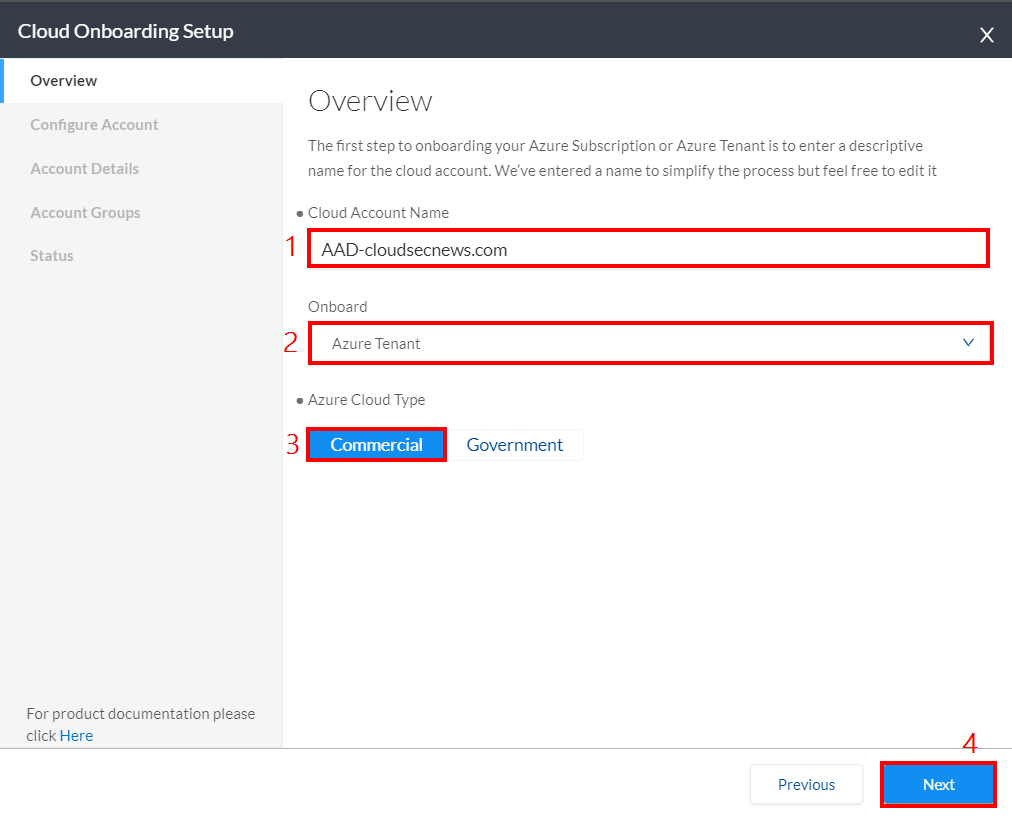 Cloud Onboarding Setup
X
Overview
Configure Account
Account Details
Account Groups
Status
For product documentation please
click Here
Overview
The first step to onboarding your Azure Subscription or Azure Tenant is to enter a descriptive
name for the cloud account. We've entered a name to simplify the process but feel free to edit it
• Cloud Account Name
1 AAD-cloudsecnews.com
Onboard
2 Azure Tenant
• Azure Cloud Type
3 Commercial Government
4
Previous Next